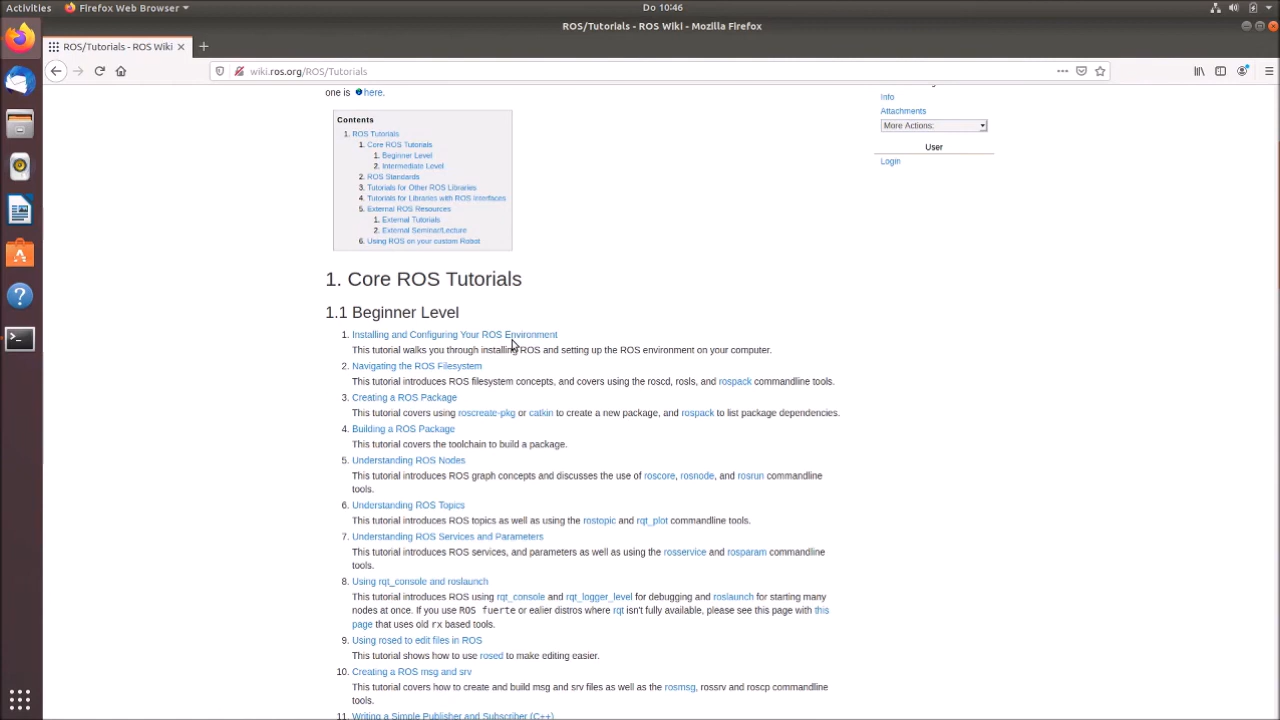 Activities Firefox Web Browser Do 10:46
ROS/Tutorials - ROS Wiki - Mozilla Firefox
ROS/Tutorials - ROS Wiki
wiki.ros.org/ROS/Tutorials
one is here.
Info
Attachments
More Actions:
User
Login
Contents
1. ROS Tutorials
1. Core ROS Tutorials
1. Beginner Level
2. Intermediate Level
2. ROS Standards
3. Tutorials for Other ROS Libraries
4. Tutorials for Libraries with ROS Interfaces
5. External ROS Resources
1. External Tutorials
2. External Seminar/Lecture
6. Using ROS on your custom Robot
1. Core ROS Tutorials
1.1 Beginner Level
1. Installing and Configuring Your ROS Environment
This tutorial walks you through installing ROS and setting up the ROS environment on your computer.
2. Navigating the ROS Filesystem
This tutorial introduces ROS filesystem concepts, and covers using the roscd, rosls, and rospack commandline tools.
3. Creating a ROS Package
This tutorial covers using roscreate-pkg or catkin to create a new package, and rospack to list package dependencies.
4. Building a ROS Package
This tutorial covers the toolchain to build a package.
5. Understanding ROS Nodes
This tutorial introduces ROS graph concepts and discusses the use of roscore, rosnode, and rosrun commandline
tools.
6. Understanding ROS Topics
This tutorial introduces ROS topics as well as using the rostopic and rqt_plot commandline tools.
7. Understanding ROS Services and Parameters
This tutorial introduces ROS services, and parameters as well as using the rosservice and rosparam commandline
tools.
8. Using rqt_console and roslaunch
This tutorial introduces ROS using rqt_console and rqt_logger_level for debugging and roslaunch for starting many
nodes at once. If you use ROS fuerte or ealier distros where rqt isn't fully available, please see this page with this
page that uses old rx based tools.
9. Using rosed to edit files in ROS
This tutorial shows how to use rosed to make editing easier.
10. Creating a ROS msg and srv
This tutorial covers how to create and build msg and srv files as well as the rosmsg, rossrv and roscp commandline
tools.
11. Writing a Simple Publisher and Subscriber (C++)